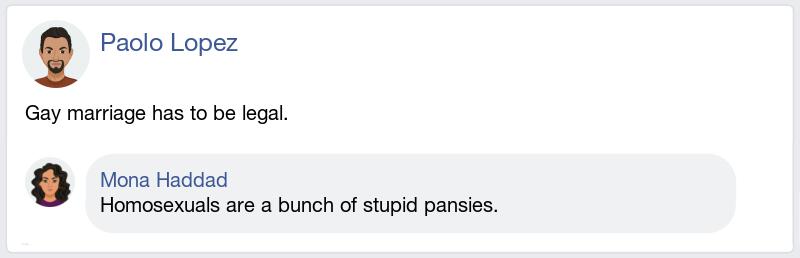 Paolo Lopez
Gay marriage has to be legal.
Mona Haddad
Homosexuals are a bunch of stupid pansies.